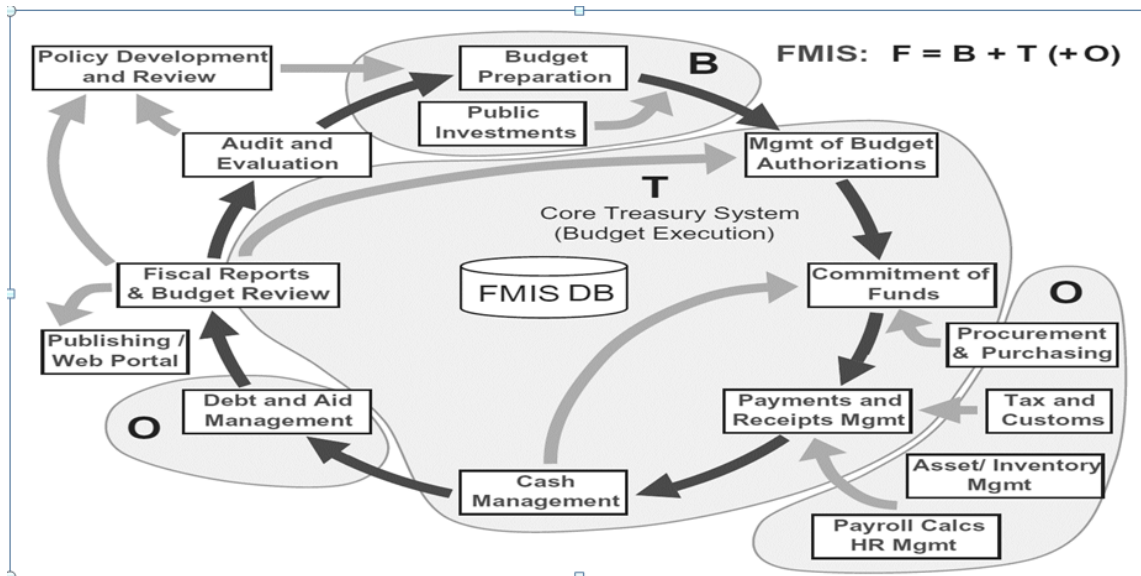 Policy Development
and Review
Budget
Preparation
B
FMIS: F = B + T (+ O)
Public
Investments
Audit and
Evaluation
Mgmt of Budget
Authorizations
T
Core Treasury System
(Budget Execution)
Fiscal Reports
& Budget Review
FMIS DB
Commitment of
Funds
O
Publishing /
Web Portal
Procurement
& Purchasing
Debt and Aid
Management
O
Payments and
Receipts Mgmt
Tax and
Customs
Cash
Management
Asset/ Inventory
Mgmt
Payroll Calcs
HR Mgmt